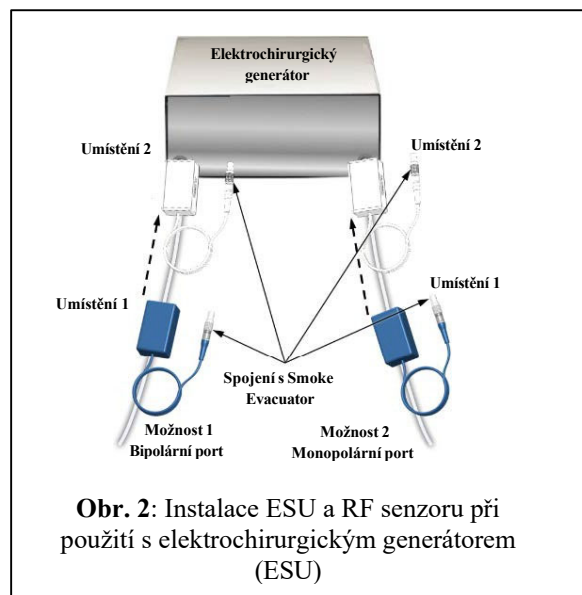 Elektrochirurgický
generátor
Umístění 2
Umístění 2
Umístění 1
Umístění 1
Spojení s Smoke
Evacuator
Možnost 1
Bipolární port
Možnost 2
Monopolární port
Obr. 2: Instalace ESU a RF senzoru při
použití s elektrochirurgickým generátorem
(ESU)